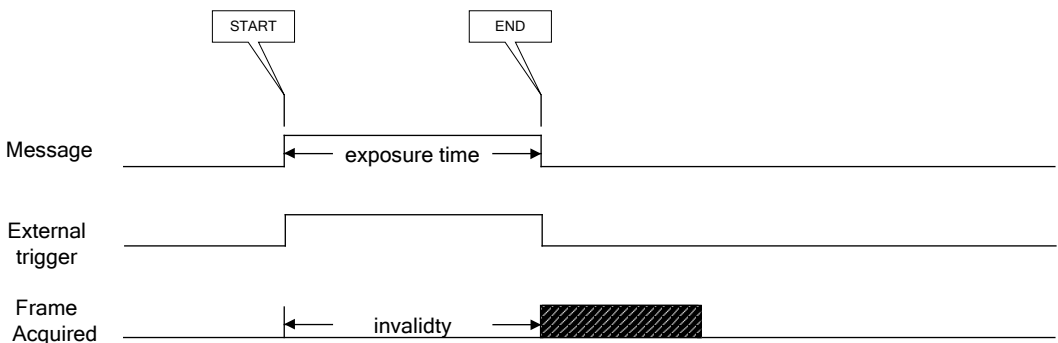 START
END
Message
exposure time
External
trigger
Frame
Acquired
invalidty